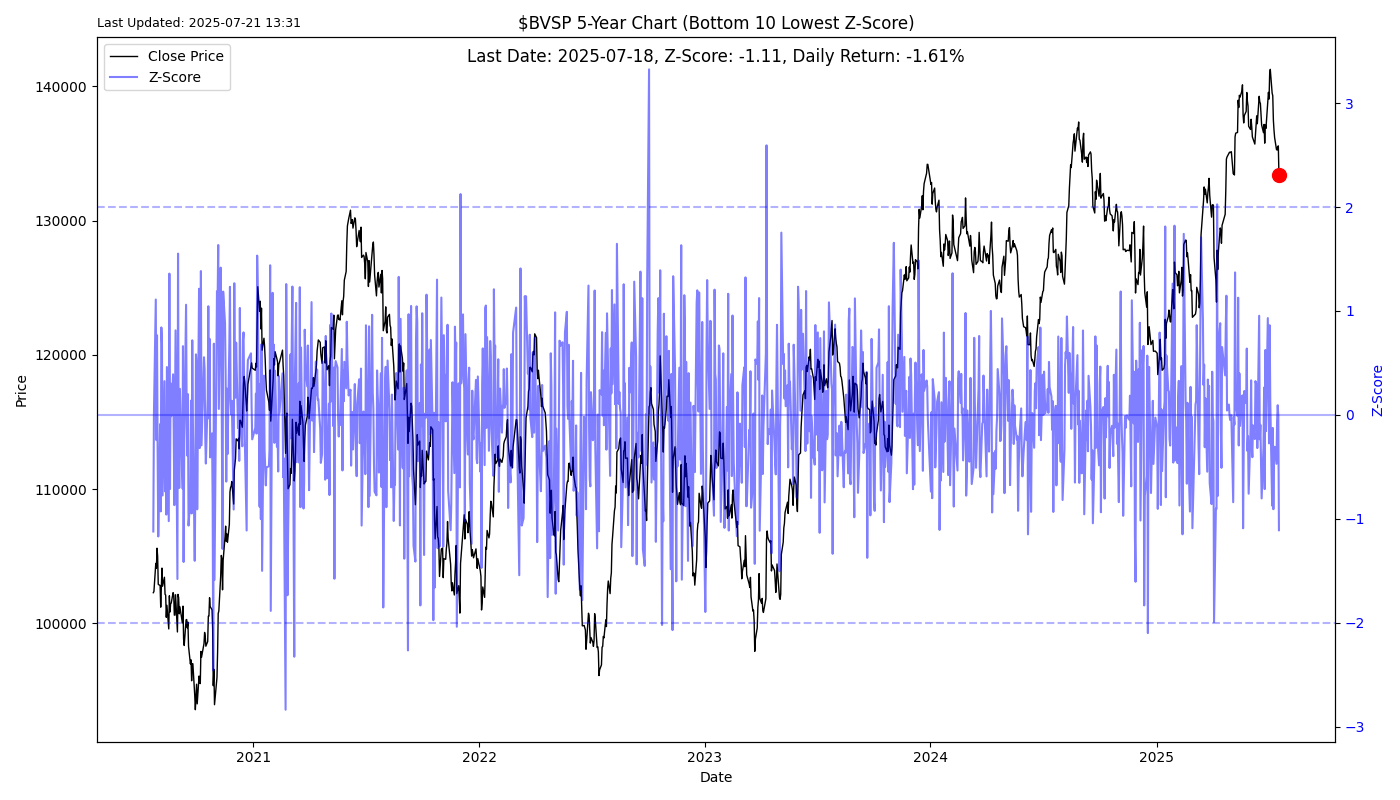 Last Updated: 2025-07-21 13:31
$BVSP 5-Year Chart (Bottom 10 Lowest Z-Score)
Last Date: 2025-07-18, Z-Score: -1.11, Daily Return: -1.61%
Close Price
Z-Score
140000
130000
120000
110000
100000
Price
3
2
1
0
−1
−2
−3
Z-Score
2021
2022
2023
2024
2025
Date